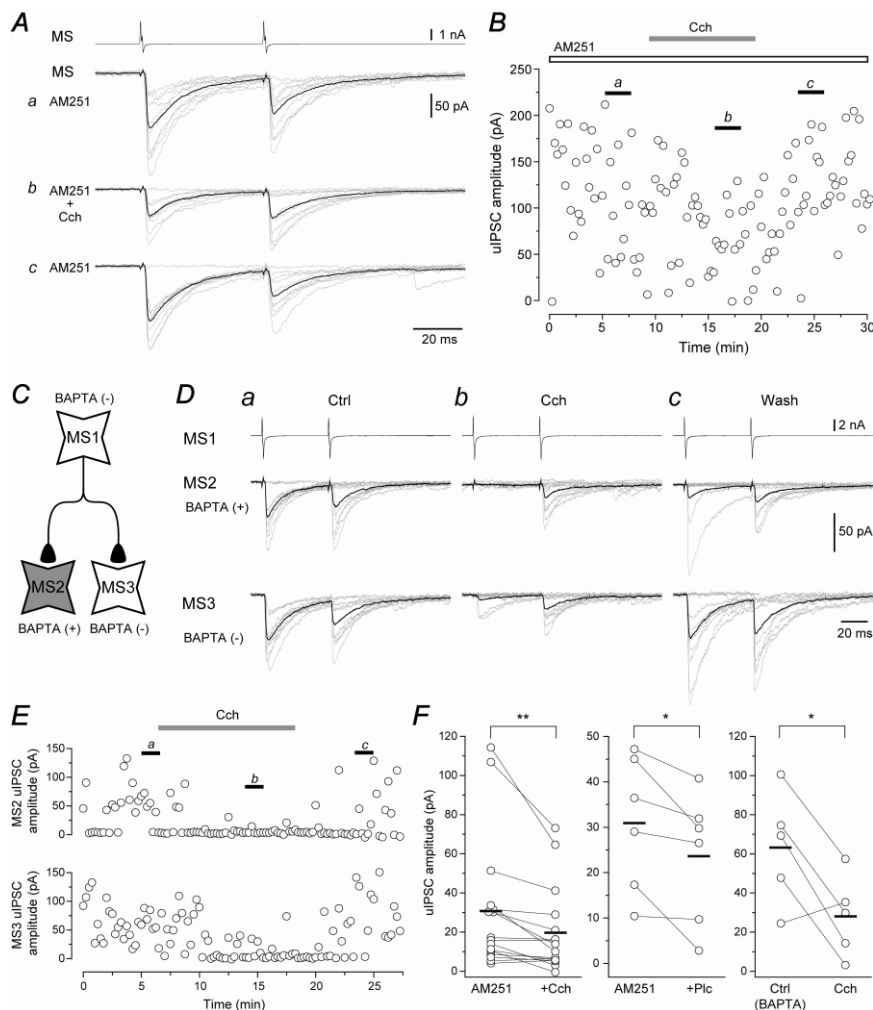 A
MS
1 nA
MS
a AM251
50 pA
b AM251 + Cch
c AM251
20 ms
B
Cch
AM251
a
b
c
250
200
150
100
50
0
uIPSC amplitude (pA)
0 5 10 15 20 25 30
Time (min)
C
BAPTA (-)
MS1
MS2
MS3
BAPTA (+)
BAPTA (-)
D
a Ctrl
b Cch
c Wash
MS1
2 nA
MS2
BAPTA (+)
50 pA
MS3
BAPTA (-)
20 ms
E
Cch
a
b
c
MS2 uIPSC amplitude (pA)
150
100
50
0
MS3 uIPSC amplitude (pA)
150
100
50
0
0 5 10 15 20 25
Time (min)
F
uIPSC amplitude (pA)
**
120
100
80
60
40
20
0
AM251 +Cch
*
50
40
30
20
10
0
AM251 +Plc
*
120
100
80
60
40
20
0
Ctrl (BAPTA) Cch